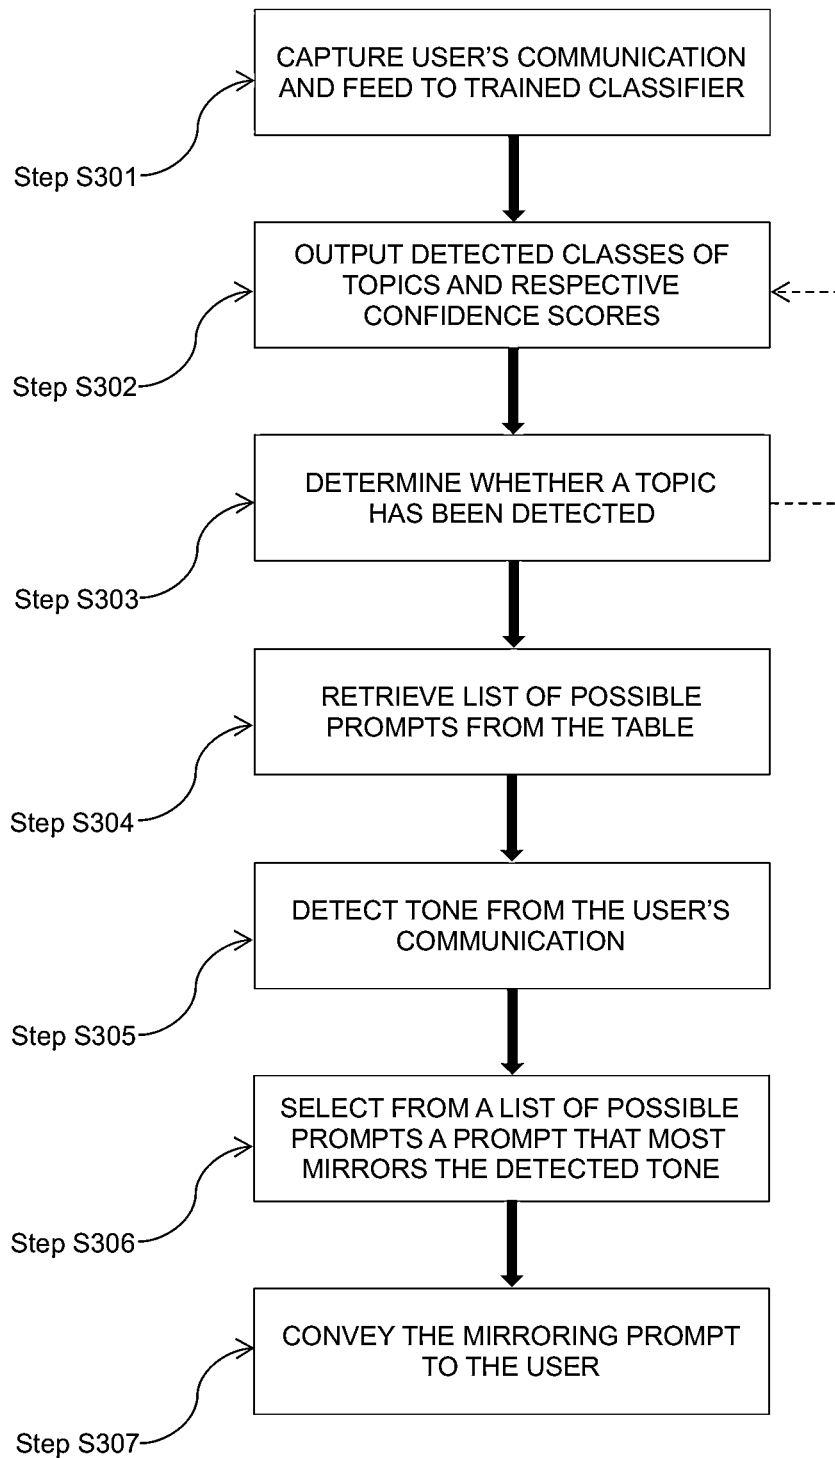 CAPTURE USER'S COMMUNICATION
AND FEED TO TRAINED CLASSIFIER
Step S301
OUTPUT DETECTED CLASSES OF
TOPICS AND RESPECTIVE
CONFIDENCE SCORES
Step S302
DETERMINE WHETHER A TOPIC
HAS BEEN DETECTED
Step S303
RETRIEVE LIST OF POSSIBLE
PROMPTS FROM THE TABLE
Step S304
DETECT TONE FROM THE USER'S
COMMUNICATION
Step S305
SELECT FROM A LIST OF POSSIBLE
PROMPTS A PROMPT THAT MOST
MIRRORS THE DETECTED TONE
Step S306
CONVEY THE MIRRORING PROMPT
TO THE USER
Step S307